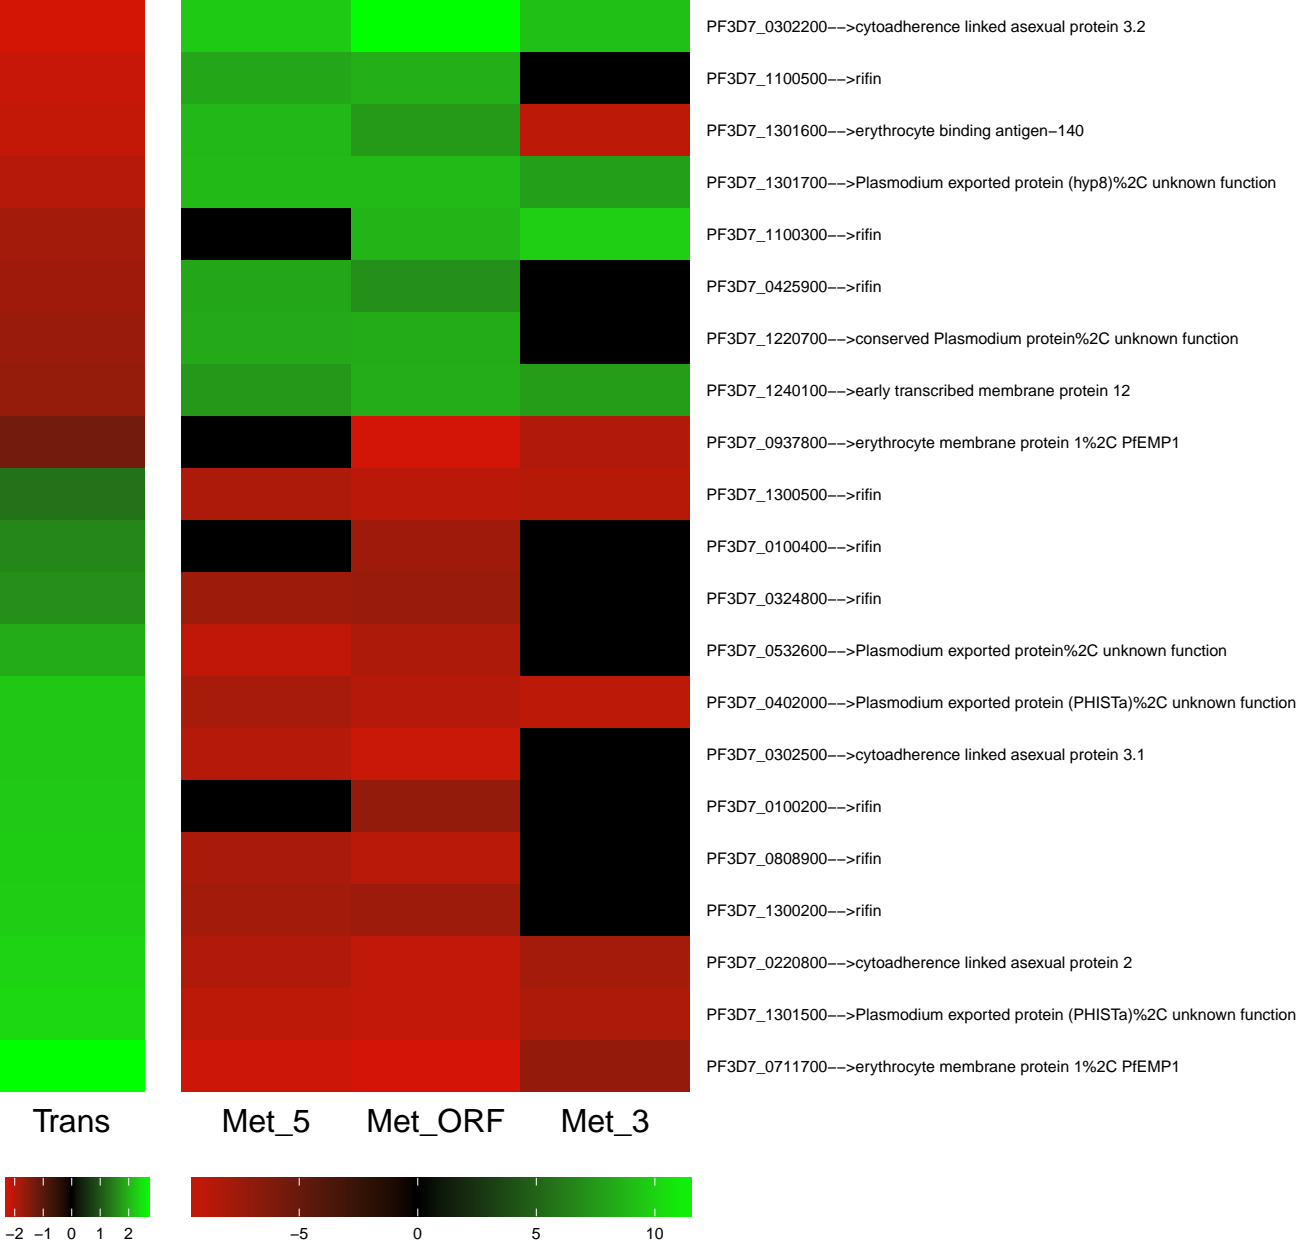 PF3D7_0302200−−>cytoadherence linked asexual protein 3.2
PF3D7_1100500−−>rifin
PF3D7_1301600−−>erythrocyte binding antigen−140
PF3D7_1301700−−>Plasmodium exported protein (hyp8)%2C unknown function
PF3D7_1100300−−>rifin
PF3D7_0425900−−>rifin
PF3D7_1220700−−>conserved Plasmodium protein%2C unknown function
PF3D7_1240100−−>early transcribed membrane protein 12
PF3D7_0937800−−>erythrocyte membrane protein 1%2C PfEMP1
PF3D7_1300500−−>rifin
PF3D7_0100400−−>rifin
PF3D7_0324800−−>rifin
PF3D7_0532600−−>Plasmodium exported protein%2C unknown function
PF3D7_0402000−−>Plasmodium exported protein (PHISTa)%2C unknown function
PF3D7_0302500−−>cytoadherence linked asexual protein 3.1
PF3D7_0100200−−>rifin
PF3D7_0808900−−>rifin
PF3D7_1300200−−>rifin
PF3D7_0220800−−>cytoadherence linked asexual protein 2
PF3D7_1301500−−>Plasmodium exported protein (PHISTa)%2C unknown function
PF3D7_0711700−−>erythrocyte membrane protein 1%2C PfEMP1
Trans Met_5 Met_ORF Met_3
−2 −1 0 1 2 −5 0 5 10